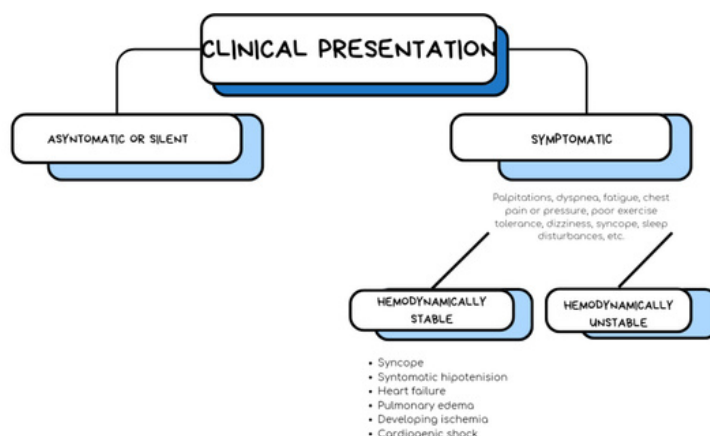 CLINICAL PRESENTATION
ASYNTOMATIC OR SILENT
SYMPTOMATIC
Palpitations, dyspnea, fatigue, chest
pain or pressure, poor exercise
tolerance, dizziness, syncope, sleep
disturbances, etc.
HEMODYNAMICALLY
STABLE
HEMODYNAMICALLY
UNSTABLE
• Syncope
• Syntomatic hipotenision
• Heart failure
• Pulmonary edema
• Developing ischemia
• Cardiogenic shock